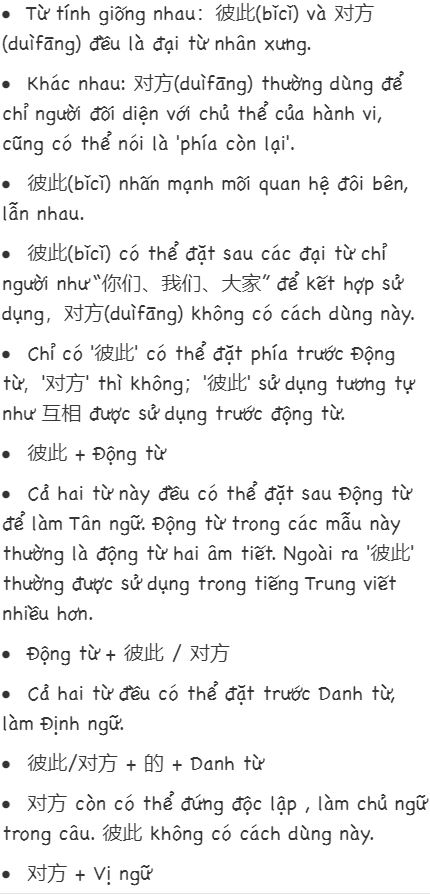 • Từ tính giống nhau：彼此(bǐcǐ) và 对方
(duìfāng) đều là đại từ nhân xưng.
• Khác nhau: 对方(duìfāng) thường dùng để
chỉ người đối diện với chủ thể của hành vi,
cũng có thể nói là 'phía còn lại'.
• 彼此(bǐcǐ) nhấn mạnh mối quan hệ đôi bên,
lẫn nhau.
• 彼此(bǐcǐ) có thể đặt sau các đại từ chỉ
người như “你们、我们、大家” để kết hợp sử
dụng，对方(duìfāng) không có cách dùng này.
• Chỉ có '彼此' có thể đặt phía trước Động
từ，'对方' thì không；'彼此' sử dụng tương tự
như 互相 được sử dụng trước động từ.
• 彼此 + Động từ
• Cả hai từ này đều có thể đặt sau Động từ
để làm Tân ngữ. Động từ trong các mẫu này
thường là động từ hai âm tiết. Ngoài ra '彼此'
thường được sử dụng trong tiếng Trung viết
nhiều hơn.
• Động từ + 彼此 / 对方
• Cả hai từ đều có thể đặt trước Danh từ,
làm Định ngữ.
• 彼此/对方 + 的 + Danh từ
• 对方 còn có thể đứng độc lập , làm chủ ngữ
trong câu. 彼此 không có cách dùng này.
• 对方 + Vị ngữ